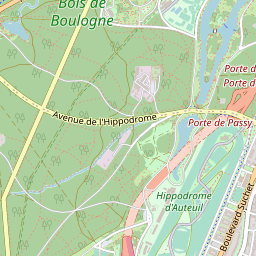 Bois de
Boulogne
Porte d
Porte de
Avenue de l'Hippodrome
Porte de Passy
Hippodrome
d'Auteuil
Boulevard Suchet